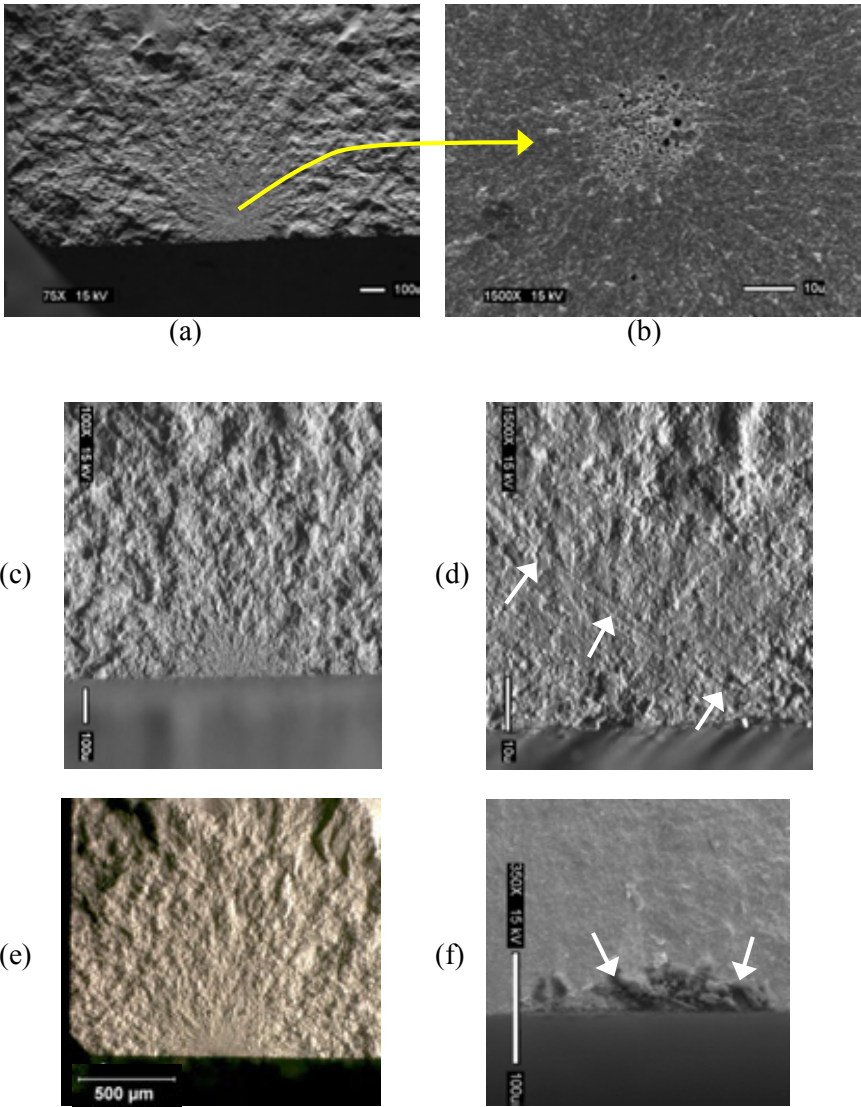 75X 15 kV
100u
1500X 15 kV
10u
(a)
(b)
100X 15 kV
1500X 15 kV
(c)
(d)
100u
10u
350X 15 kV
(e)
(f)
500 µm
100u